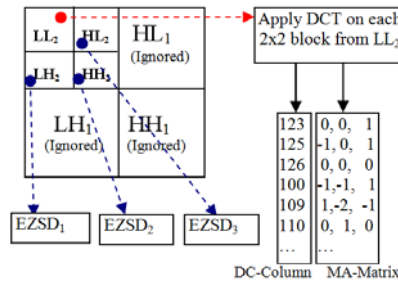 LL2 HL2 HL1
(Ignored)
LH2 HH2
LH1 HH1
(Ignored) (Ignored)
EZSD1 EZSD2 EZSD3
Apply DCT on each
2x2 block from LL2
123 0, 0, 1
125 -1, 0, 1
126 0, 0, 0
100 -1,-1, 1
109 1,-2, -1
110 0, 1, 0
... ...
DC-Column MA-Matrix